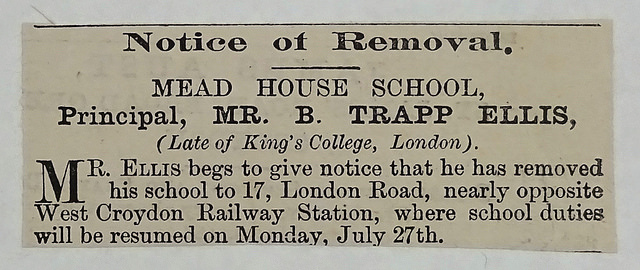 Notice of Removal.
MEAD HOUSE SCHOOL,
Principal, MR. B. TRAPP ELLIS,
(Late of King's College, London).
MR. ELLIS begs to give notice that he has removed
his school to 17, London Road, nearly opposite
West Croydon Railway Station, where school duties
will be resumed on Monday, July 27th.